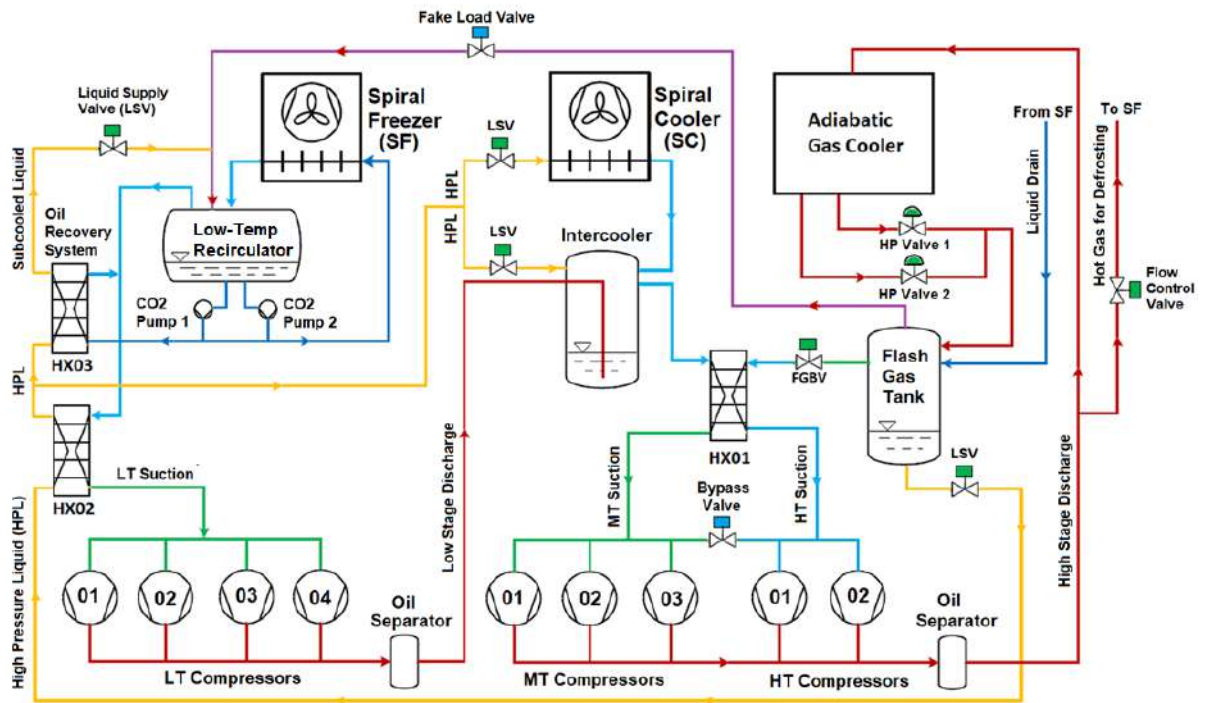 Fake Load Valve
Liquid Supply
Valve (LSV)
Spiral
Freezer (SF)
LSV
Spiral
Cooler (SC)
Adiabatic
Gas Cooler
From SF
To SF
Subcooled Liquid
Oil
Recovery
System
Low-Temp
Recirculator
HPL
HPL
LSV
Intercooler
HP Valve 1
HP Valve 2
Liquid Drain
Hot Gas for Defrosting
Flow
Control
Valve
CO2
Pump 1
CO2
Pump 2
HX03
HPL
FGBV
Flash
Gas
Tank
HX01
LSV
HX02
LT Suction
MT Suction
Bypass
Valve
HT Suction
High Pressure Liquid (HPL)
Low Stage Discharge
High Stage Discharge
01
02
03
04
Oil
Separator
01
02
03
01
02
Oil
Separator
LT Compressors
MT Compressors
HT Compressors